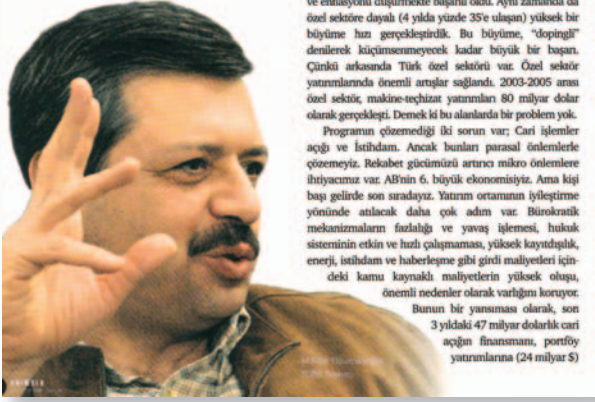 ve enflasyonu düşürmekte başarılı oldu. Aynı zamanda da
özel sektöre dayalı (4 yılda yüzde 35'e ulaşan) yüksek bir
büyüme hızı gerçekleştirdik. Bu büyüme, "dopingli"
denilerek küçümsenmeyecek kadar büyük bir başarı.
Çünkü arkasında Türk özel sektörü var. Özel sektör
yatırımlarında önemli artışlar sağlandı. 2003-2005 arası
özel sektör, makine-teçhizat yatırımları 80 milyar dolar
olarak gerçekleşti. Demek ki bu alanlarda bir problem yok.
Programın çözemediği iki sorun var; Cari işlemler
açığı ve İstihdam. Ancak bunları parasal önlemlerle
çözemeyiz. Rekabet gücümüzü artırıcı mikro önlemlere
ihtiyacımız var. AB'nin 6. büyük ekonomisiyiz. Ama kişi
başı gelirde son sıradayız. Yatırım ortamının iyileştirme
yönünde atılacak daha çok adım var. Bürokratik
mekanizmaların fazlalığı ve yavaş işlemesi, hukuk
sisteminin etkin ve hızlı çalışmaması, yüksek kayıtdışılık,
enerji, istihdam ve haberleşme gibi girdi maliyetleri için-
deki kamu kaynaklı maliyetlerin yüksek oluşu,
önemli nedenler olarak varlığını koruyor.
Bunun bir yansıması olarak, son
3 yıldaki 47 milyar dolarlık cari
açığın finansmanı, portföy
yatırımlarına (24 milyar $)